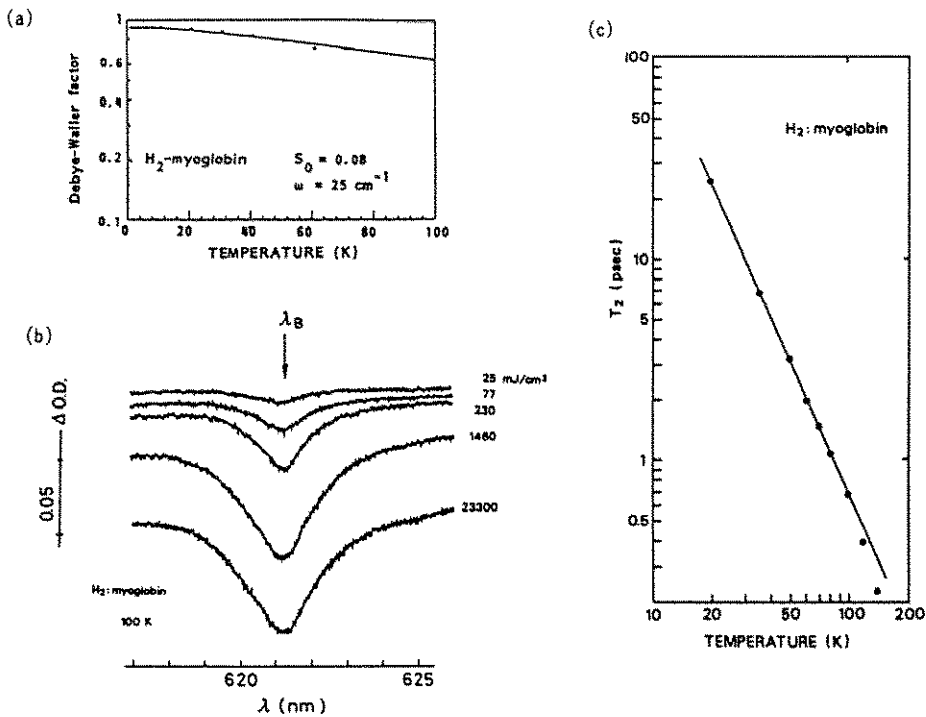 (a)
1
0.6
0.4
0.2
0.1
Debye-Waller factor
H2-myoglobin
S0 = 0.08
ω = 25 cm-1
0
20
40
60
80
100
TEMPERATURE (K)
(b)
λB
25 mJ/cm2
77
230
1460
23300
Δ O.D.
0.05
H2:myoglobin
100 K
620
625
λ (nm)
(c)
100
50
10
5
1
0.5
T2 (psec)
H2:myoglobin
10
20
50
100
200
TEMPERATURE (K)